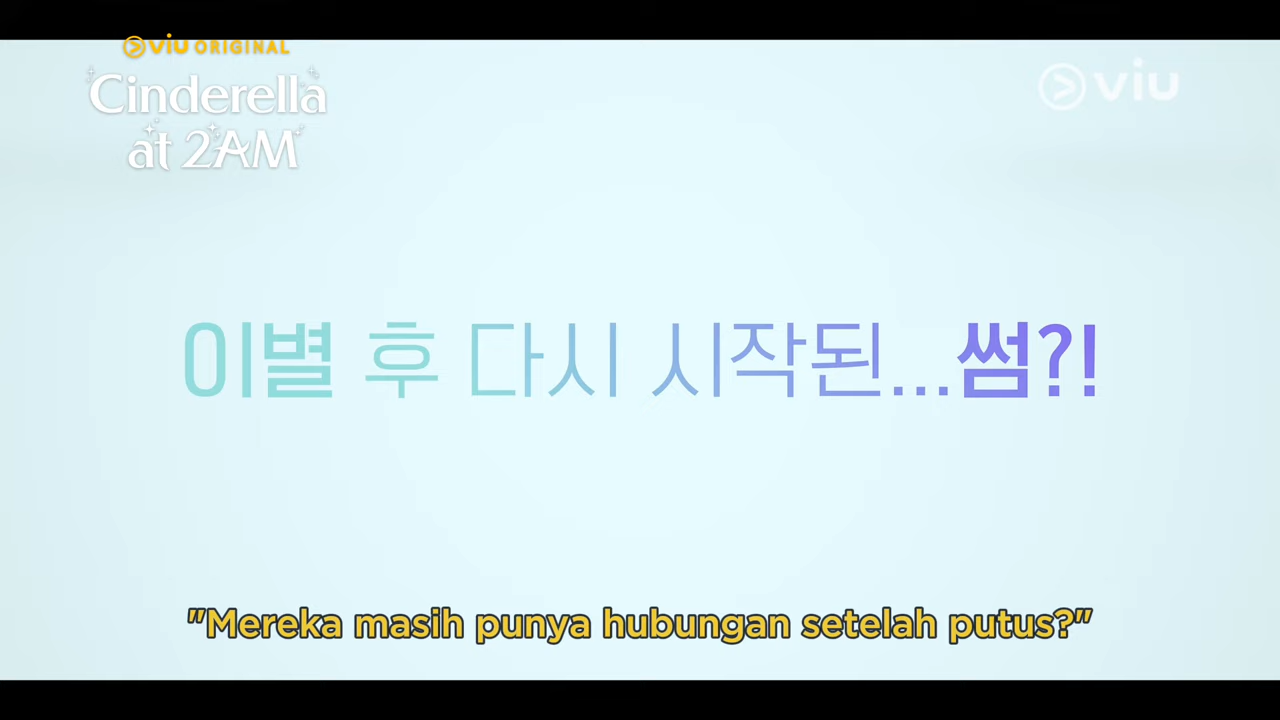 viu ORIGINAL
Cinderella
at 2AM
viu
이별 후 다시 시작된...썸?!
"Mereka masih punya hubungan setelah putus?"